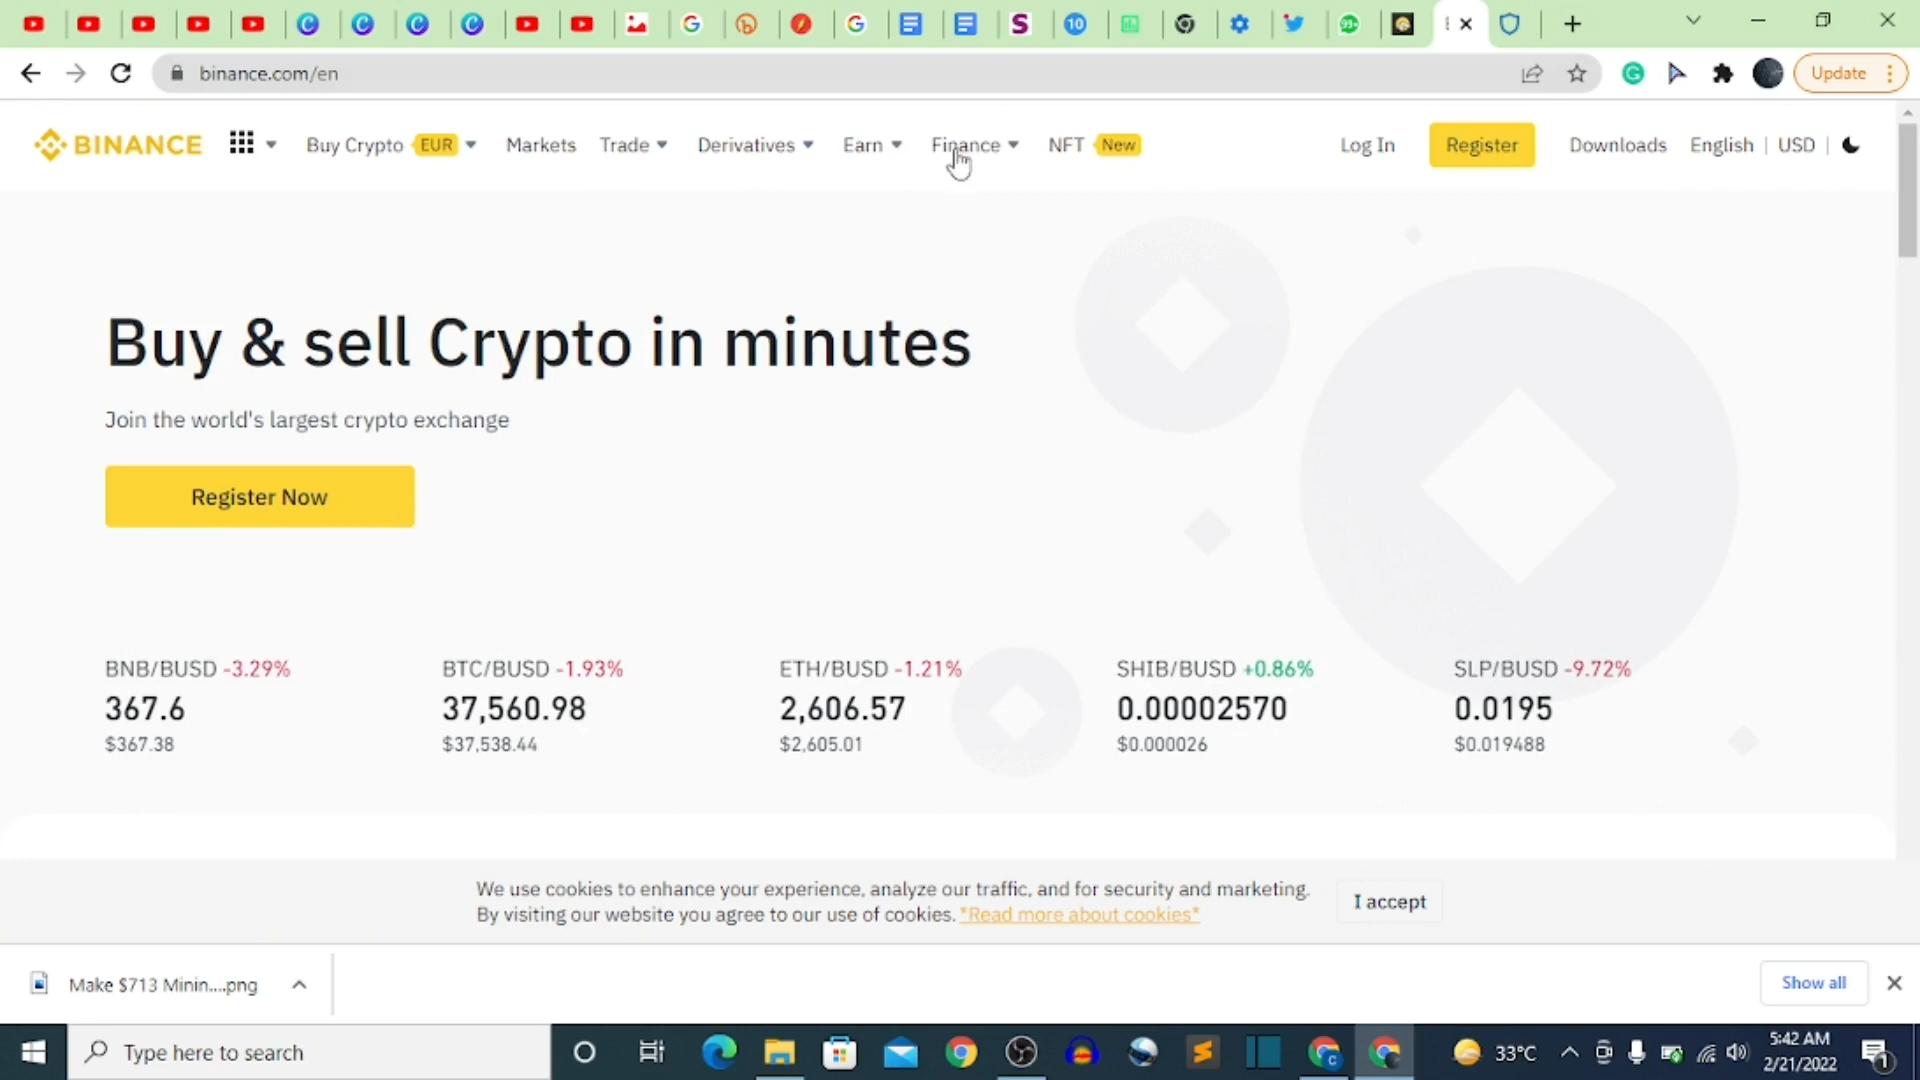 10
99+
binance.com/en
Update
BINANCE
Buy Crypto EUR
Markets
Trade
Derivatives
Earn
Finance
NFT New
Log In
Register
Downloads
English | USD |
Buy & sell Crypto in minutes
Join the world's largest crypto exchange
Register Now
BNB/BUSD -3.29%
367.6
$367.38
BTC/BUSD -1.93%
37,560.98
$37,538.44
ETH/BUSD -1.21%
2,606.57
$2,605.01
SHIB/BUSD +0.86%
0.00002570
$0.000026
SLP/BUSD -9.72%
0.0195
$0.019488
We use cookies to enhance your experience, analyze our traffic, and for security and marketing.
By visiting our website you agree to our use of cookies. *Read more about cookies*
I accept
Make $713 Minin....png
Show all
Type here to search
33°C
5:42 AM
2/21/2022
1